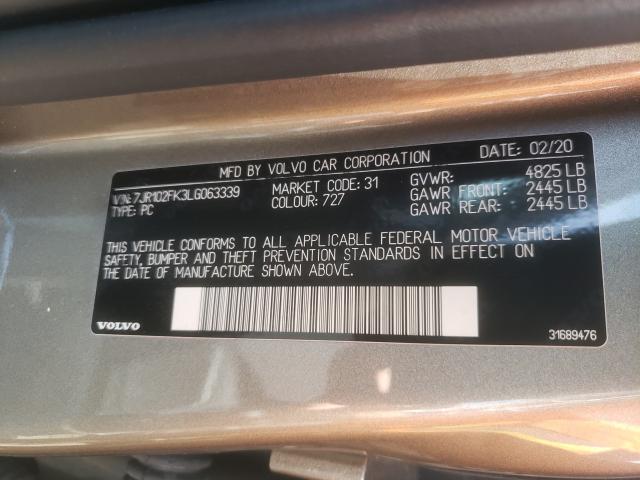 MFD BY VOLVO CAR CORPORATION DATE: 02/20
VIN: 7JR102FK3LG063339 MARKET CODE: 31 GVWR: 4825 LB
TYPE: PC COLOUR: 727 GAWR FRONT: 2445 LB
GAWR REAR: 2445 LB
THIS VEHICLE CONFORMS TO ALL APPLICABLE FEDERAL MOTOR VEHICLE
SAFETY, BUMPER AND THEFT PREVENTION STANDARDS IN EFFECT ON
THE DATE OF MANUFACTURE SHOWN ABOVE.
VOLVO 31689476